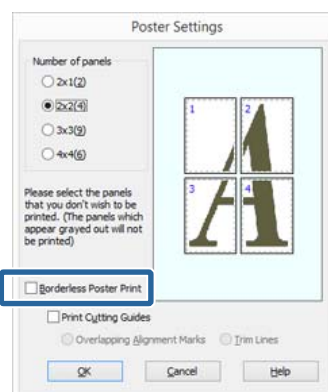 Poster Settings
Number of panels
2x1(2)
2x2(4)
3x3(9)
4x4(6)
1
2
3
4
Please select the panels
that you don't wish to be
printed. (The panels which
appear grayed out will not
be printed)
Borderless Poster Print
Print Cutting Guides
Overlapping Alignment Marks
Trim Lines
OK
Cancel
Help